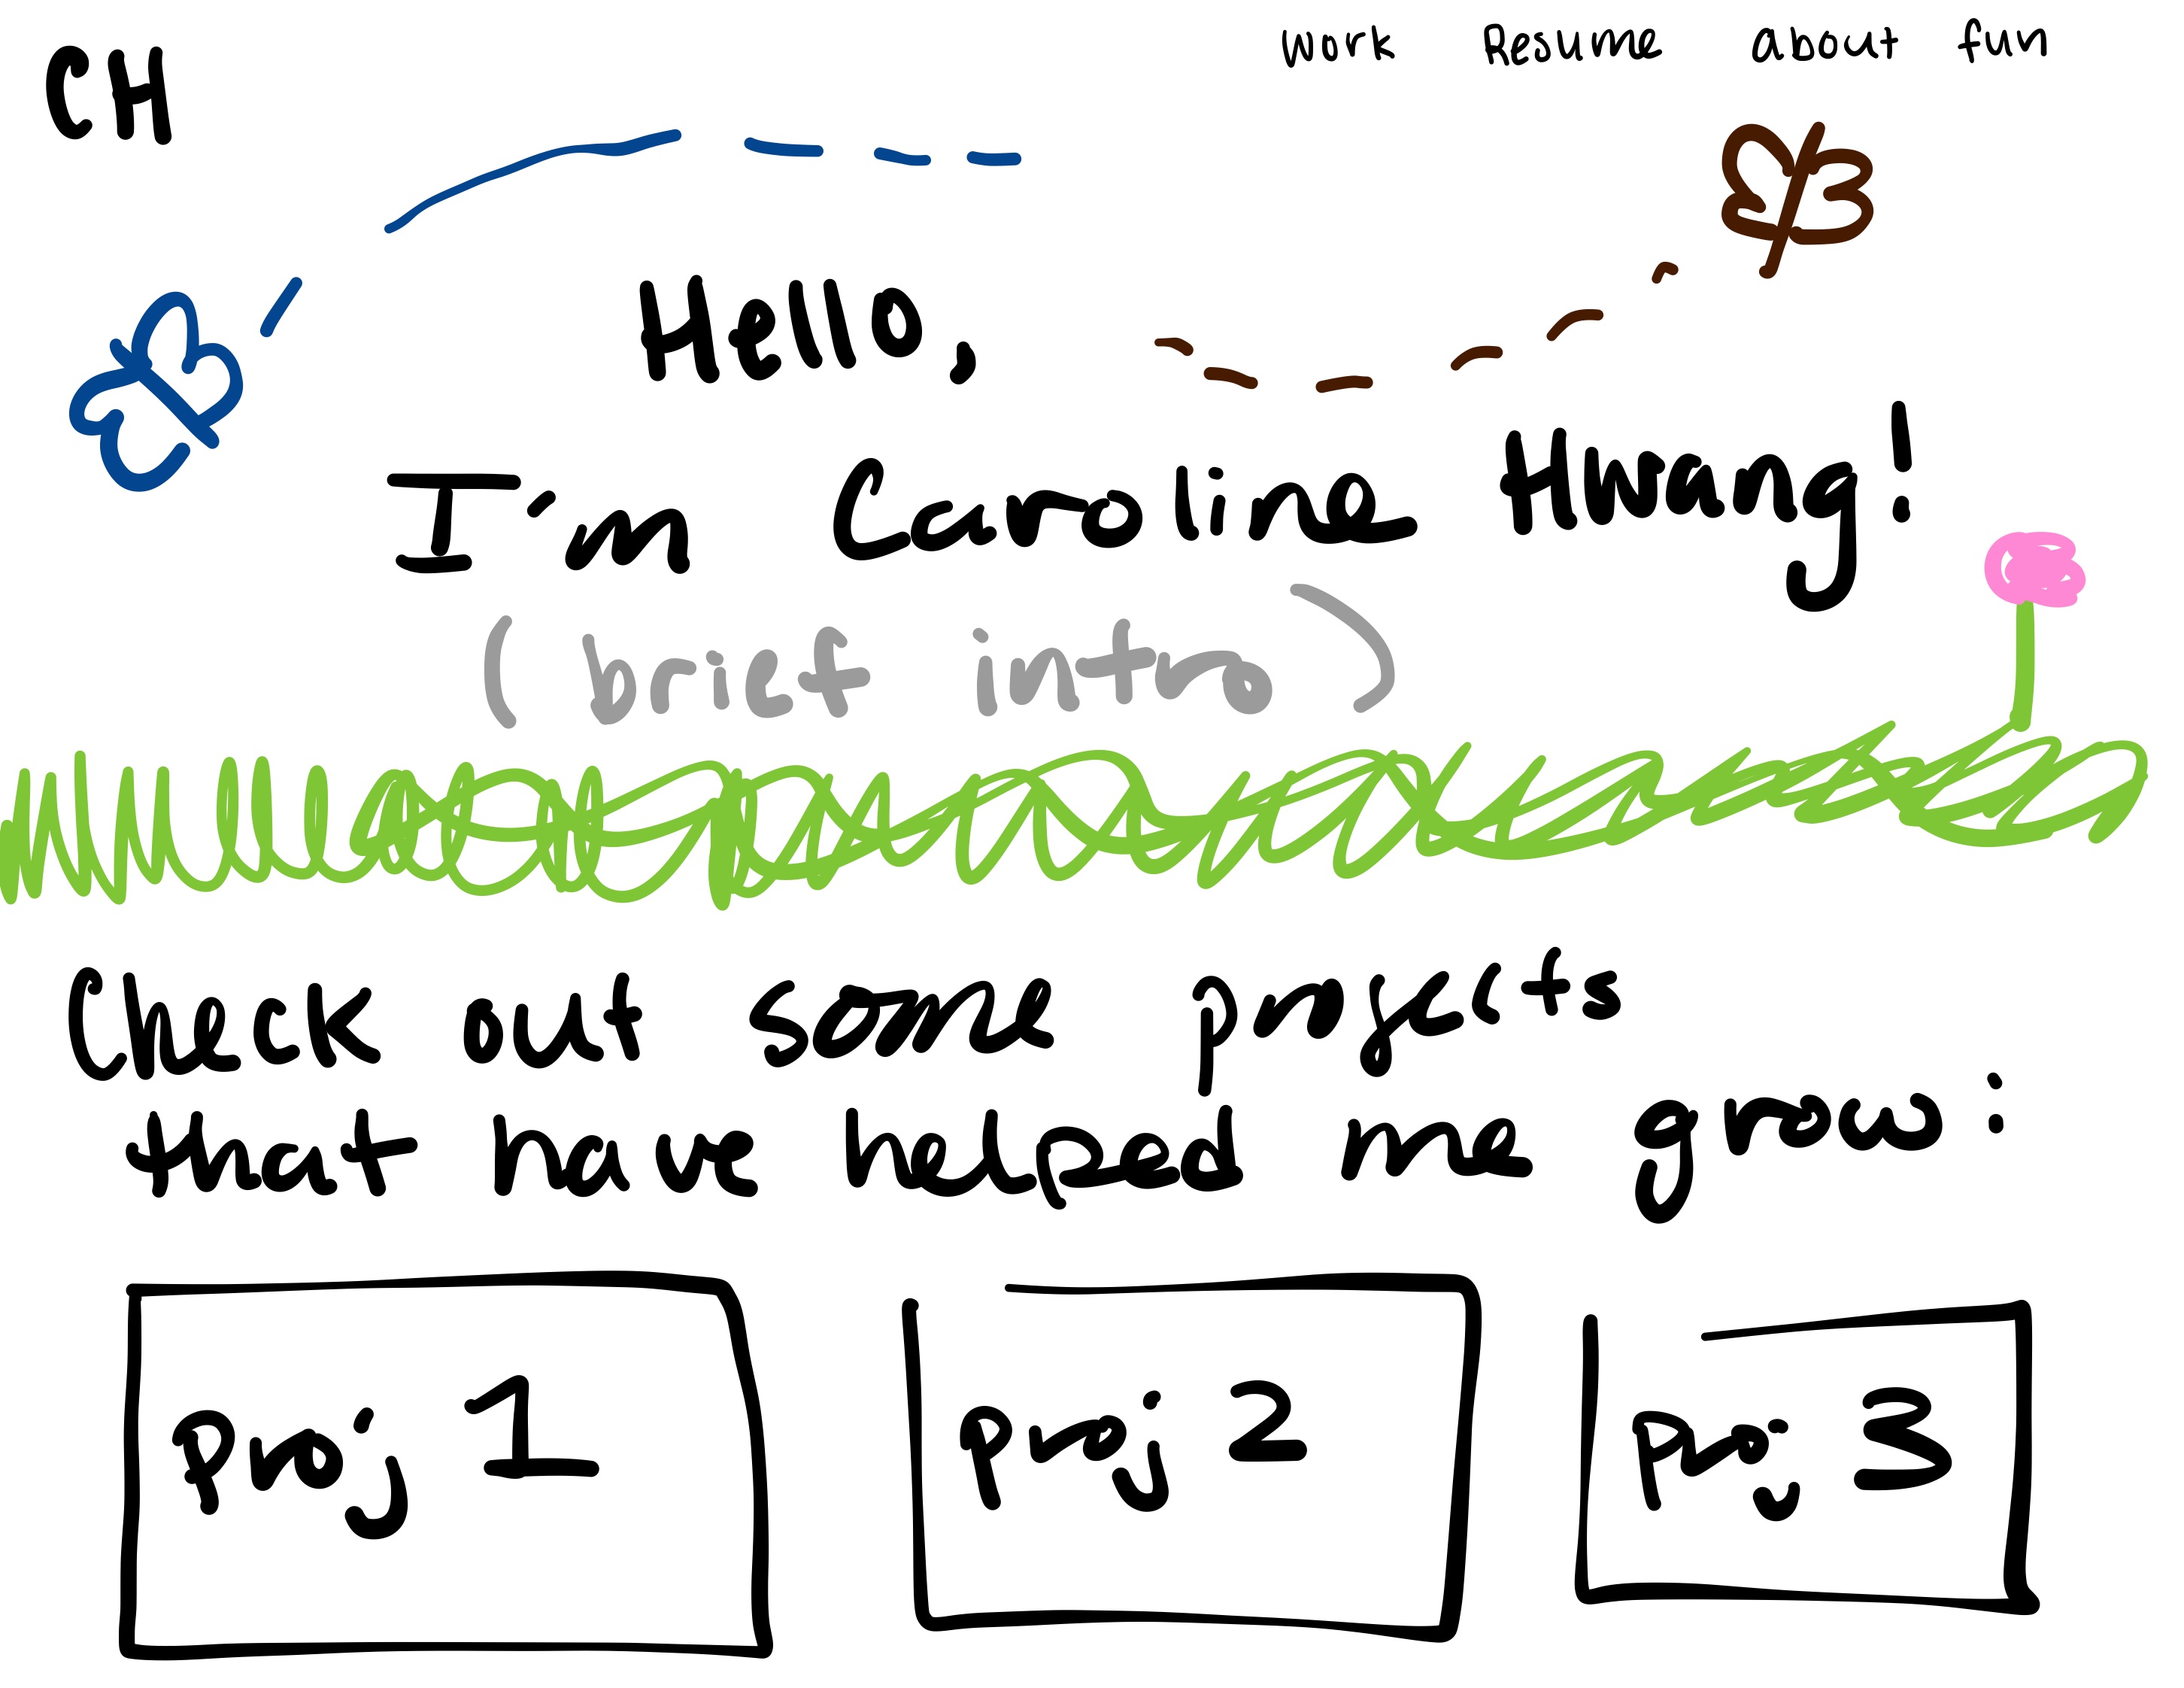 CH
Work Resume about fun
Hello,
I'm Caroline Huang!
(brief intro)
Check out some projects
that have helped me grow:
Proj 1
Proj 2
Proj 3